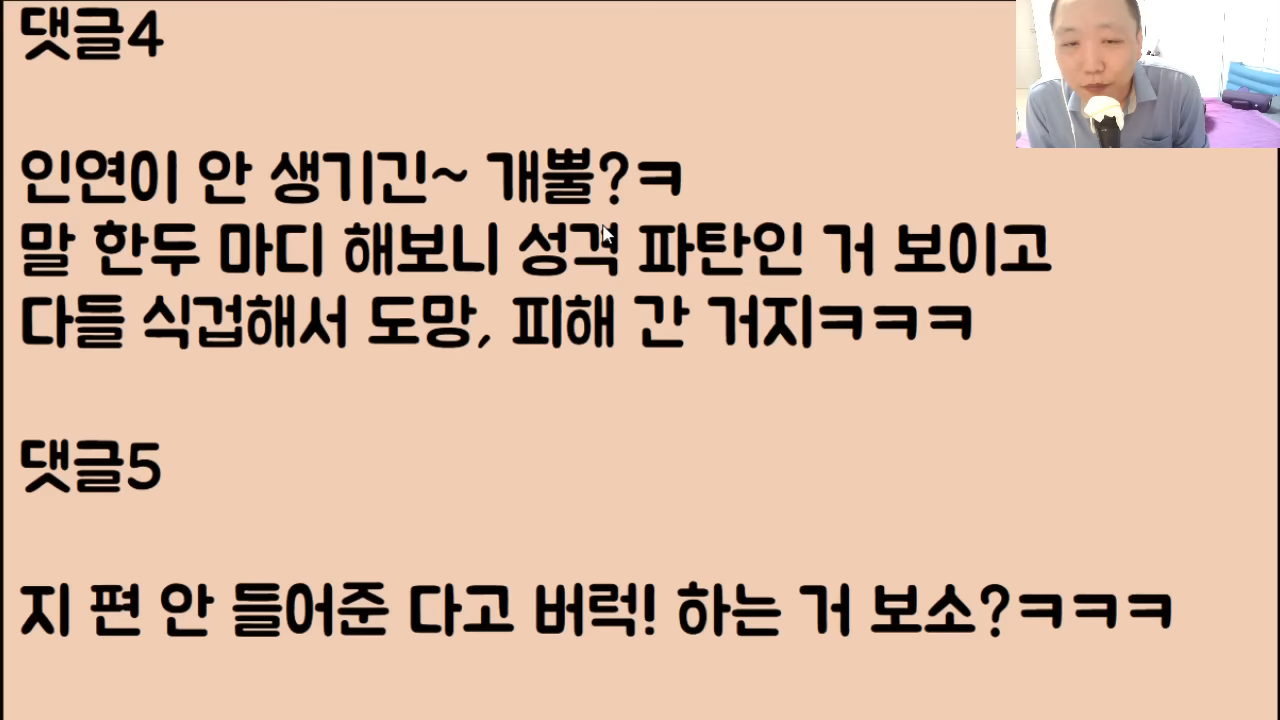 댓글4
인연이 안 생기긴~ 개뿔?ㅋ
말 한두 마디 해보니 성격 파탄인 거 보이고
다들 식겁해서 도망, 피해 간 거지ㅋㅋㅋ
댓글5
지 편 안 들어준 다고 버럭! 하는 거 보소?ㅋㅋㅋ